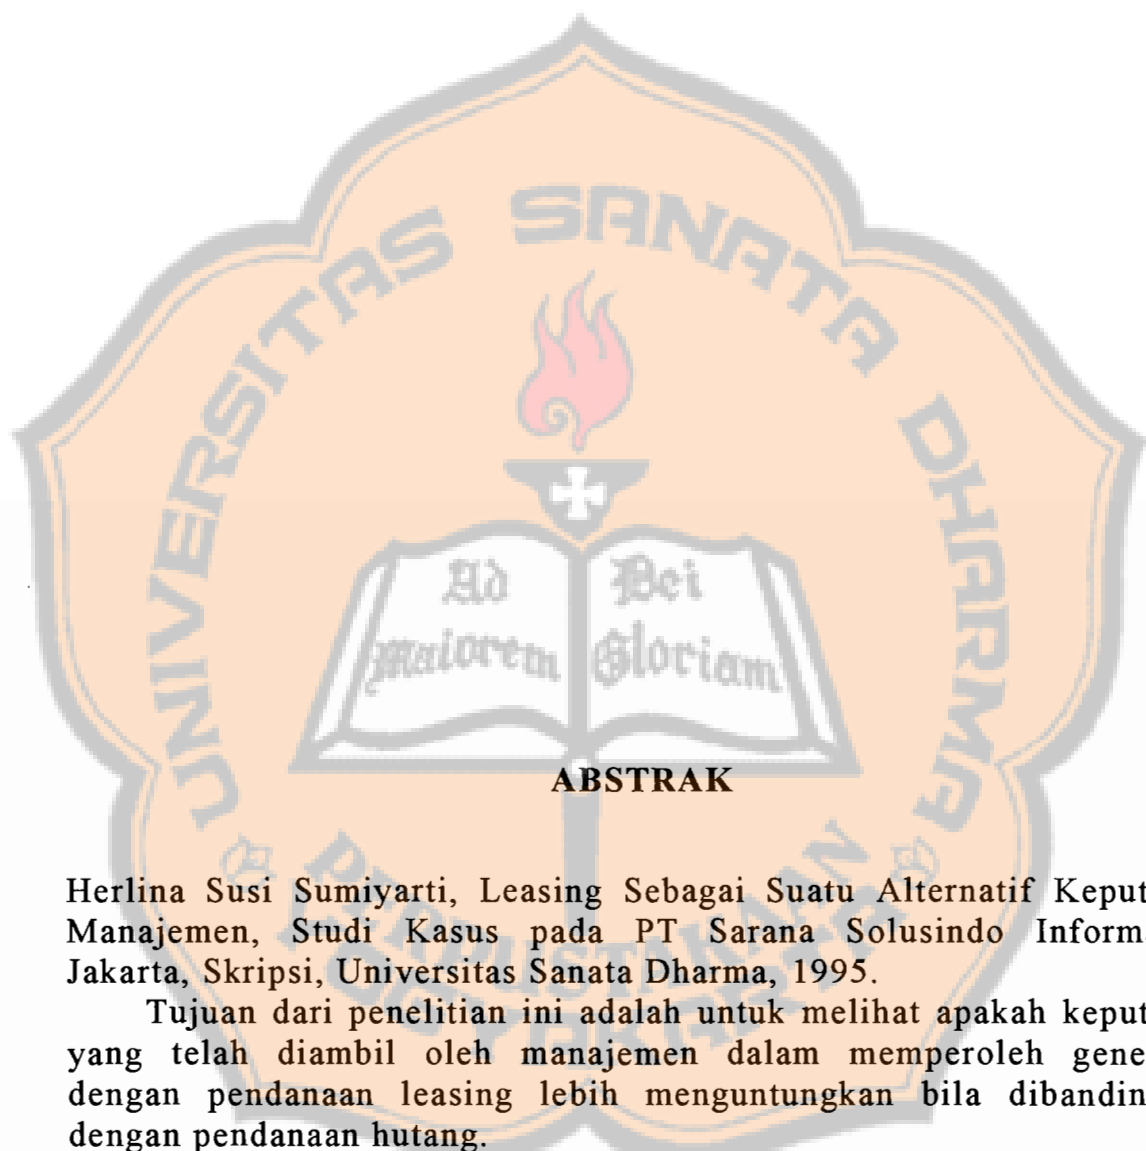 UNIVERSITAS SANATA DHARMA
Ad Dei
Maiorem Gloriam
PERPUSTAKAAN
ABSTRAK
Herlina Susi Sumiyarti, Leasing Sebagai Suatu Alternatif Keput
Manajemen, Studi Kasus pada PT Sarana Solusindo Inform
Jakarta, Skripsi, Universitas Sanata Dharma, 1995.
Tujuan dari penelitian ini adalah untuk melihat apakah keput
yang telah diambil oleh manajemen dalam memperoleh gene
dengan pendanaan leasing lebih menguntungkan bila dibandin
dengan pendanaan hutang.